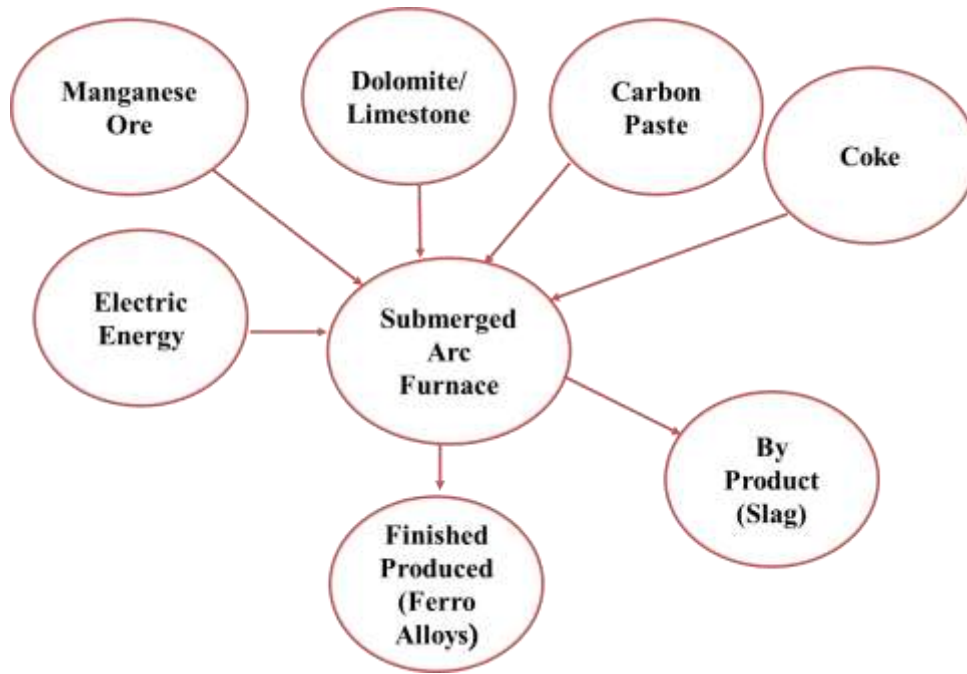 Manganese
Ore
Dolomite/
Limestone
Carbon
Paste
Coke
Electric
Energy
Submerged
Arc
Furnace
By
Product
(Slag)
Finished
Produced
(Ferro
Alloys)